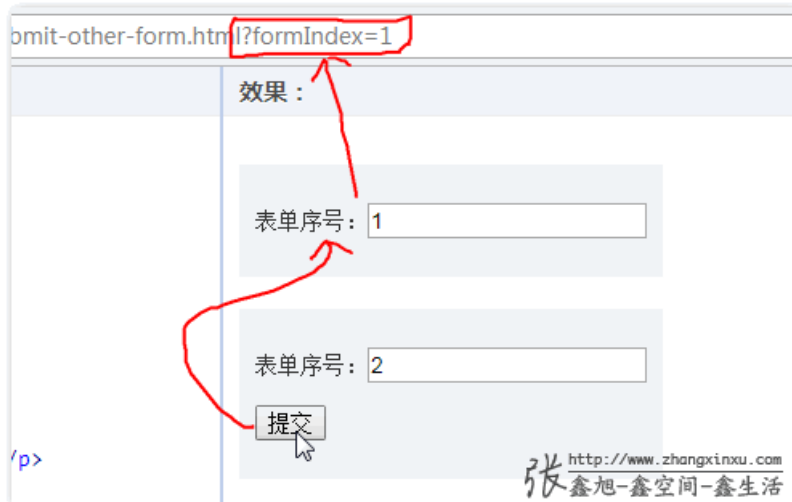 bmit-other-form.html?formIndex=1
效果：
表单序号：1
表单序号：2
提交
/p>
张
http://www.zhangxinxu.com
鑫旭-鑫空间-鑫生活